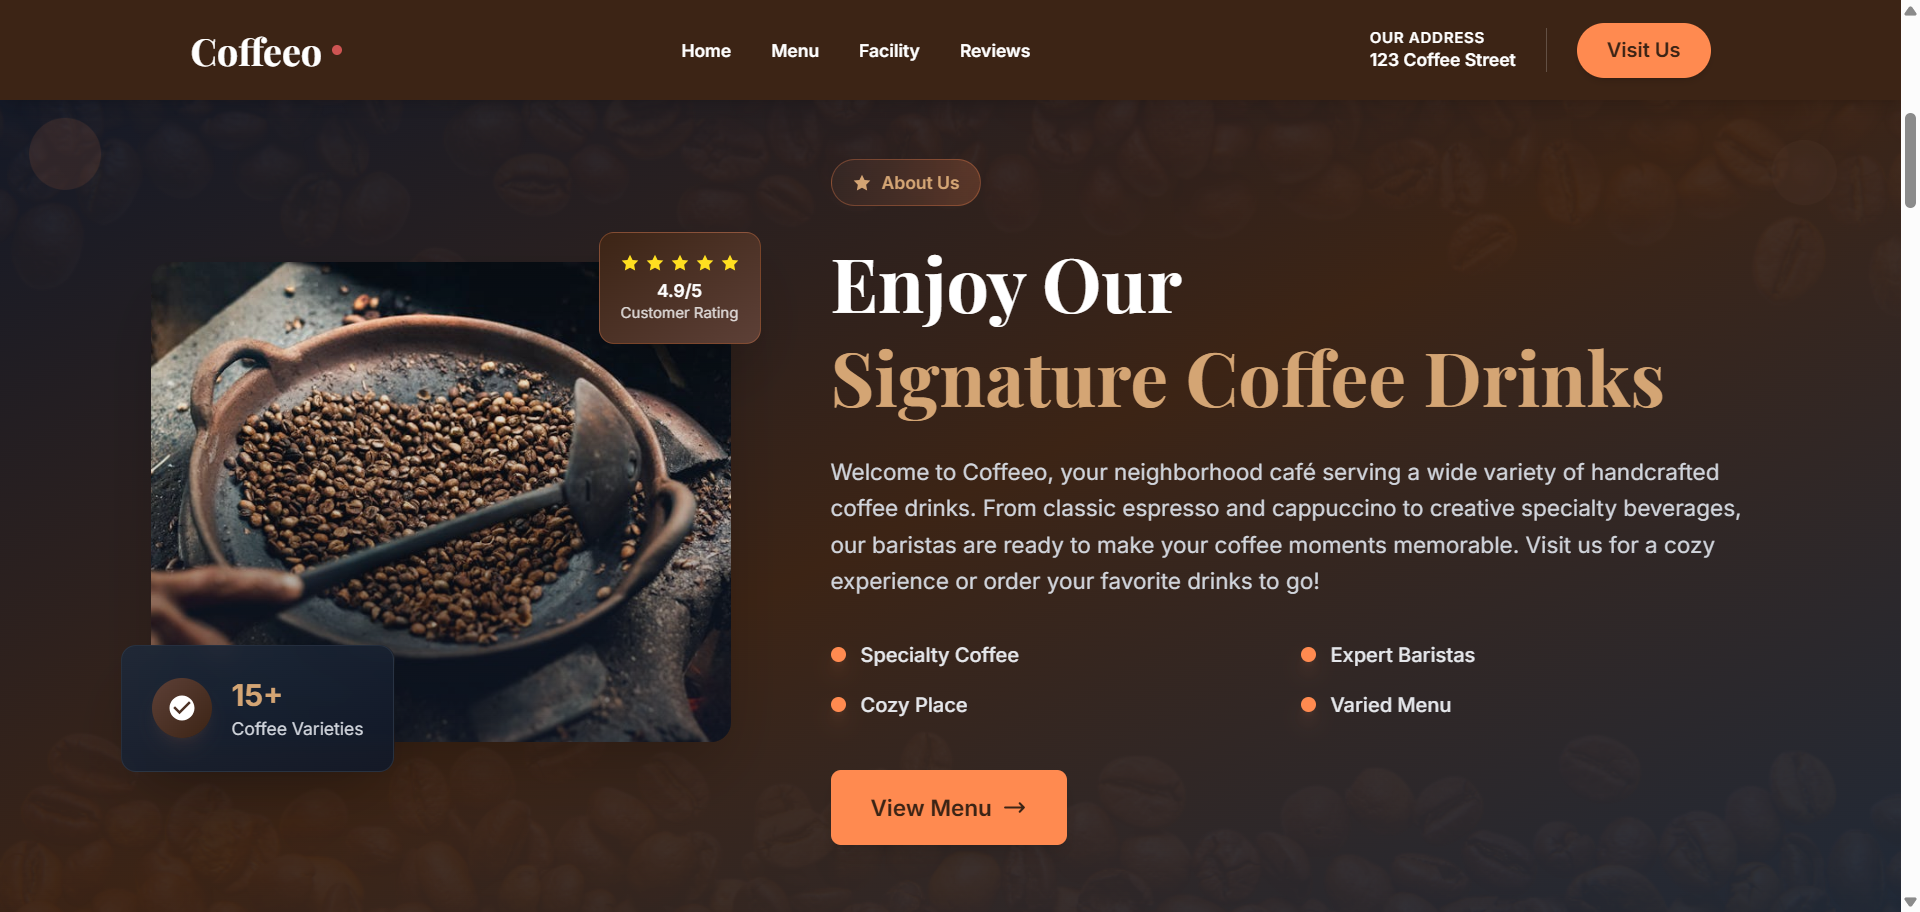 Coffeeo
Home
Menu
Facility
Reviews
OUR ADDRESS
123 Coffee Street
Visit Us
About Us
4.9/5
Customer Rating
Enjoy Our
Signature Coffee Drinks
Welcome to Coffeeo, your neighborhood café serving a wide variety of handcrafted
coffee drinks. From classic espresso and cappuccino to creative specialty beverages,
our baristas are ready to make your coffee moments memorable. Visit us for a cozy
experience or order your favorite drinks to go!
Specialty Coffee
Expert Baristas
Cozy Place
Varied Menu
15+
Coffee Varieties
View Menu →